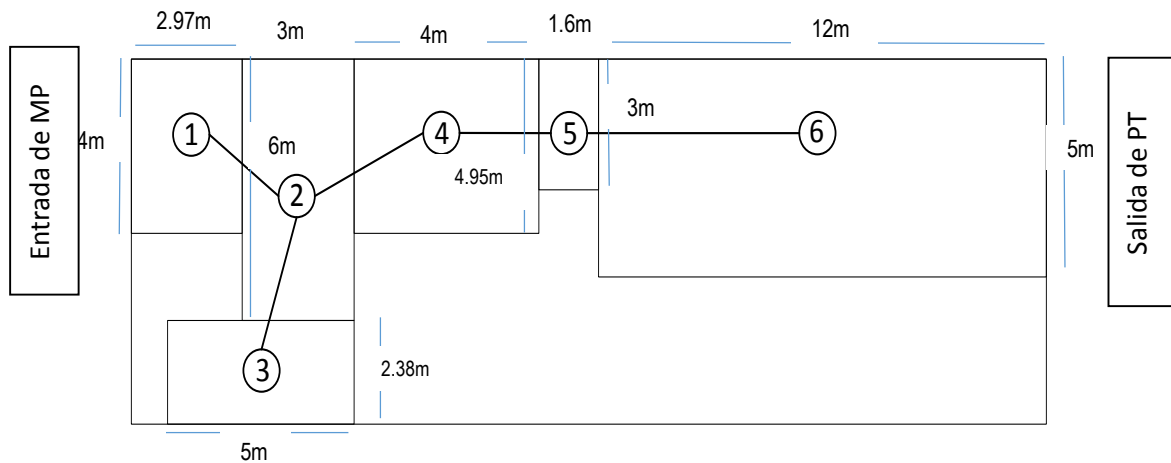 2.97m
3m
4m
1.6m
12m
Entrada de MP
4m
1
6m
2
4
4.95m
5
3m
6
5m
Salida de PT
3
2.38m
5m